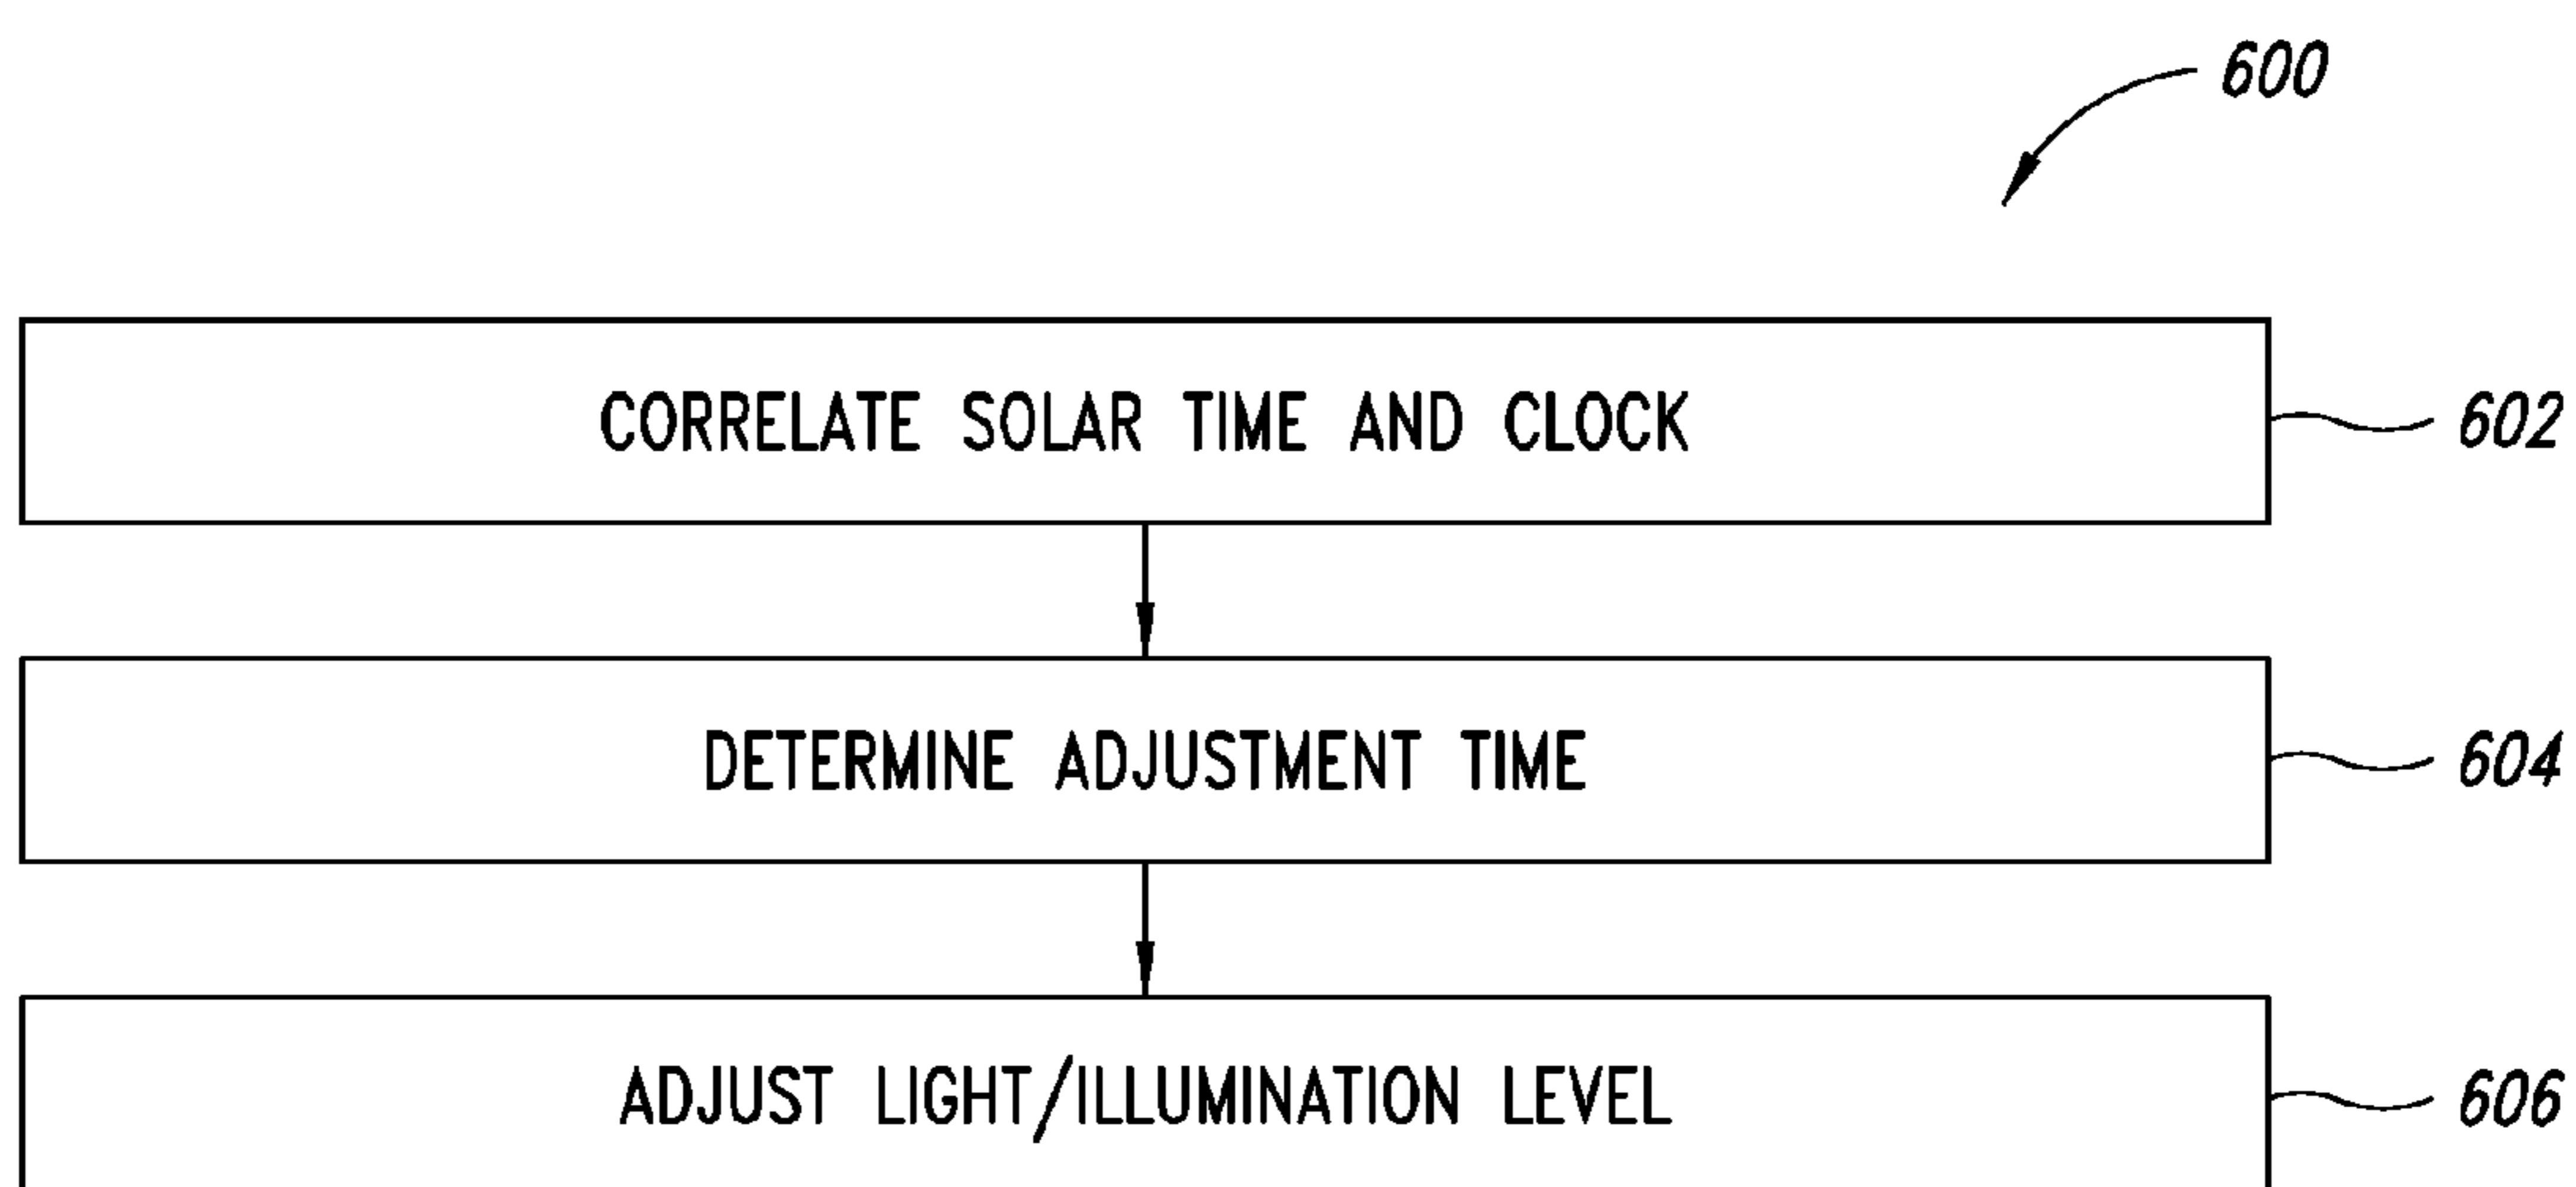 600
CORRELATE SOLAR TIME AND CLOCK
602
DETERMINE ADJUSTMENT TIME
604
ADJUST LIGHT/ILLUMINATION LEVEL
606